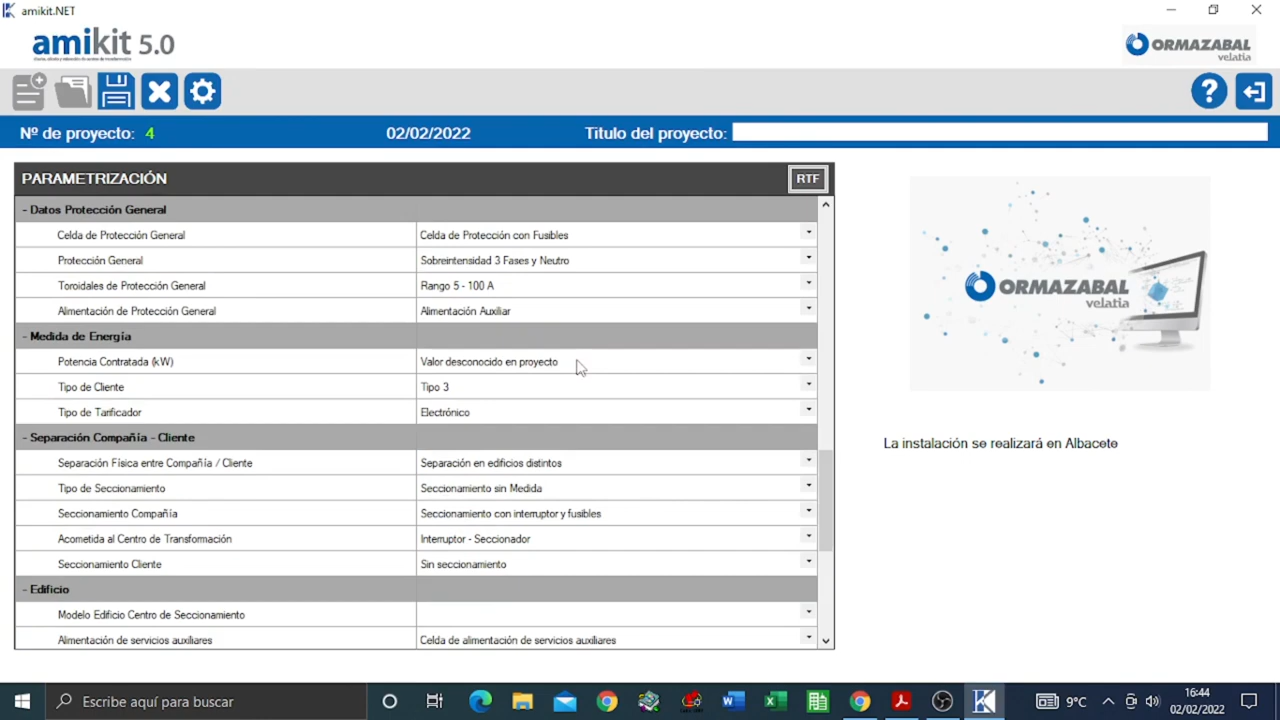 amikit.NET
amikit 5.0
ORMAZABAL
velatia
Nº de proyecto: 4
02/02/2022
Titulo del proyecto:
PARAMETRIZACIÓN
RTF
- Datos Protección General
Celda de Protección General
Celda de Protección con Fusibles
Protección General
Sobreintensidad 3 Fases y Neutro
Toroidales de Protección General
Rango 5 - 100 A
Alimentación de Protección General
Alimentación Auxiliar
- Medida de Energía
Potencia Contratada (kW)
Valor desconocido en proyecto
Tipo de Cliente
Tipo 3
Tipo de Tarificador
Electrónico
- Separación Compañía - Cliente
Separación Física entre Compañía / Cliente
Separación en edificios distintos
Tipo de Seccionamiento
Seccionamiento sin Medida
Seccionamiento Compañía
Seccionamiento con interruptor y fusibles
Acometida al Centro de Transformación
Interruptor - Seccionador
Seccionamiento Cliente
Sin seccionamiento
- Edificio
Modelo Edificio Centro de Seccionamiento
Alimentación de servicios auxiliares
Celda de alimentación de servicios auxiliares
ORMAZABAL
velatia
La instalación se realizará en Albacete
Escribe aquí para buscar
9°C
16:44
02/02/2022